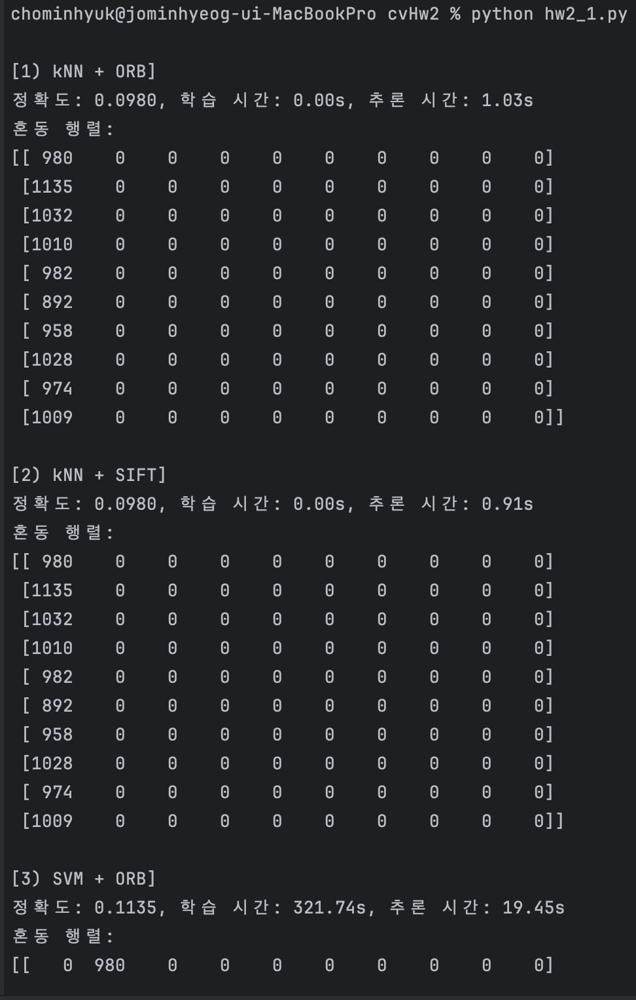 chominhyuk@jominhyeog-ui-MacBookPro cvHw2 % python hw2_1.py
[1) kNN + ORB]
정확도: 0.0980, 학습 시간: 0.00s, 추론 시간: 1.03s
혼동 행렬:
[[ 980    0    0    0    0    0    0    0    0    0]
 [1135    0    0    0    0    0    0    0    0    0]
 [1032    0    0    0    0    0    0    0    0    0]
 [1010    0    0    0    0    0    0    0    0    0]
 [ 982    0    0    0    0    0    0    0    0    0]
 [ 892    0    0    0    0    0    0    0    0    0]
 [ 958    0    0    0    0    0    0    0    0    0]
 [1028    0    0    0    0    0    0    0    0    0]
 [ 974    0    0    0    0    0    0    0    0    0]
 [1009    0    0    0    0    0    0    0    0    0]]
[2) kNN + SIFT]
정확도: 0.0980, 학습 시간: 0.00s, 추론 시간: 0.91s
혼동 행렬:
[[ 980    0    0    0    0    0    0    0    0    0]
 [1135    0    0    0    0    0    0    0    0    0]
 [1032    0    0    0    0    0    0    0    0    0]
 [1010    0    0    0    0    0    0    0    0    0]
 [ 982    0    0    0    0    0    0    0    0    0]
 [ 892    0    0    0    0    0    0    0    0    0]
 [ 958    0    0    0    0    0    0    0    0    0]
 [1028    0    0    0    0    0    0    0    0    0]
 [ 974    0    0    0    0    0    0    0    0    0]
 [1009    0    0    0    0    0    0    0    0    0]]
[3) SVM + ORB]
정확도: 0.1135, 학습 시간: 321.74s, 추론 시간: 19.45s
혼동 행렬:
[[   0  980    0    0    0    0    0    0    0    0]